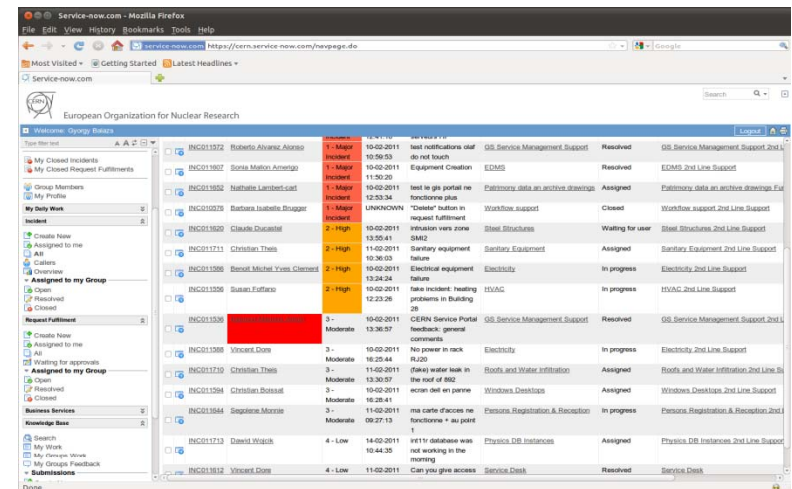 Service-now.com - Mozilla Firefox
File Edit View History Bookmarks Tools Help
service-now.com https://cern.service-now.com/navpage.do
Google
Most Visited Getting Started Latest Headlines
Service-now.com
Search
CERN
European Organization for Nuclear Research
Welcome: Gyorgy Balazs
Logout
Type filter text
My Closed Incidents
My Closed Request Fulfilments
Group Members
My Profile
My Daily Work
Incident
Create New
Assigned to me
All
Callers
Overview
Assigned to my Group
Open
Resolved
Closed
Request Fulfilment
Create New
Assigned to me
All
Waiting for approvals
Assigned to my Group
Open
Resolved
Closed
Business Services
Knowledge Base
Search
My Work
My Groups Work
My Groups Feedback
Submissions
INC011572 Roberto Alvarez Alonso 1 - Major Incident 10-02-2011 10:59:53 test notifications olaf do not touch GS Service Management Support Resolved GS Service Management Support 2nd L
INC011607 Sonia Mallon Amerigo 1 - Major Incident 10-02-2011 11:50:20 Equipment Creation EDMS Resolved EDMS 2nd Line Support
INC011652 Nathalie Lambert-cart 1 - Major Incident 10-02-2011 12:53:34 test le gis portail ne fonctionne plus Patrimony data an archive drawings Assigned Patrimony data an archive drawings Fu
INC010576 Barbara Isabelle Brugger 1 - Major Incident UNKNOWN "Delete" button in request fulfillment Workflow support Closed Workflow support 2nd Line Support
INC011620 Claude Ducastel 2 - High 10-02-2011 13:55:41 intrusion vers zone SMI2 Steel Structures Waiting for user Steel Structures 2nd Line Support
INC011711 Christian Theis 2 - High 11-02-2011 10:36:03 Sanitary equipment failure Sanitary Equipment Assigned Sanitary Equipment 2nd Line Support
INC011586 Benoit Michel Yves Clement 2 - High 10-02-2011 13:24:24 Electrical equipment failure Electricity In progress Electricity 2nd Line Support
INC011556 Susan Foffano 2 - High 10-02-2011 12:23:26 fake incident: heating problems in Building 28 HVAC In progress HVAC 2nd Line Support
INC011536 3 - Moderate 10-02-2011 13:36:57 CERN Service Portal feedback: general comments GS Service Management Support Resolved GS Service Management Support 2nd L
INC011588 Vincent Dore 3 - Moderate 10-02-2011 16:25:44 No power in rack RJ20 Electricity In progress Electricity 2nd Line Support
INC011710 Christian Theis 3 - Moderate 11-02-2011 13:30:57 (fake) water leak in the roof of 892 Roofs and Water Infiltration Assigned Roofs and Water Infiltration 2nd Line Su
INC011594 Christian Boissat 3 - Moderate 10-02-2011 16:28:41 ecran dell en panne Windows Desktops Assigned Windows Desktops 2nd Line Support
INC011644 Segolene Monnie 3 - Moderate 11-02-2011 09:27:13 ma carte d'acces ne fonctionne + au point 1 Persons Registration & Reception In progress Persons Registration & Reception 2nd
INC011713 Dawid Wojcik 4 - Low 14-02-2011 10:44:35 int11r database was not working in the morning Physics DB Instances Assigned Physics DB Instances 2nd Line Suppor
INC011612 Vincent Dore 4 - Low 11-02-2011 Can you give access Service Desk Resolved Service Desk
Done